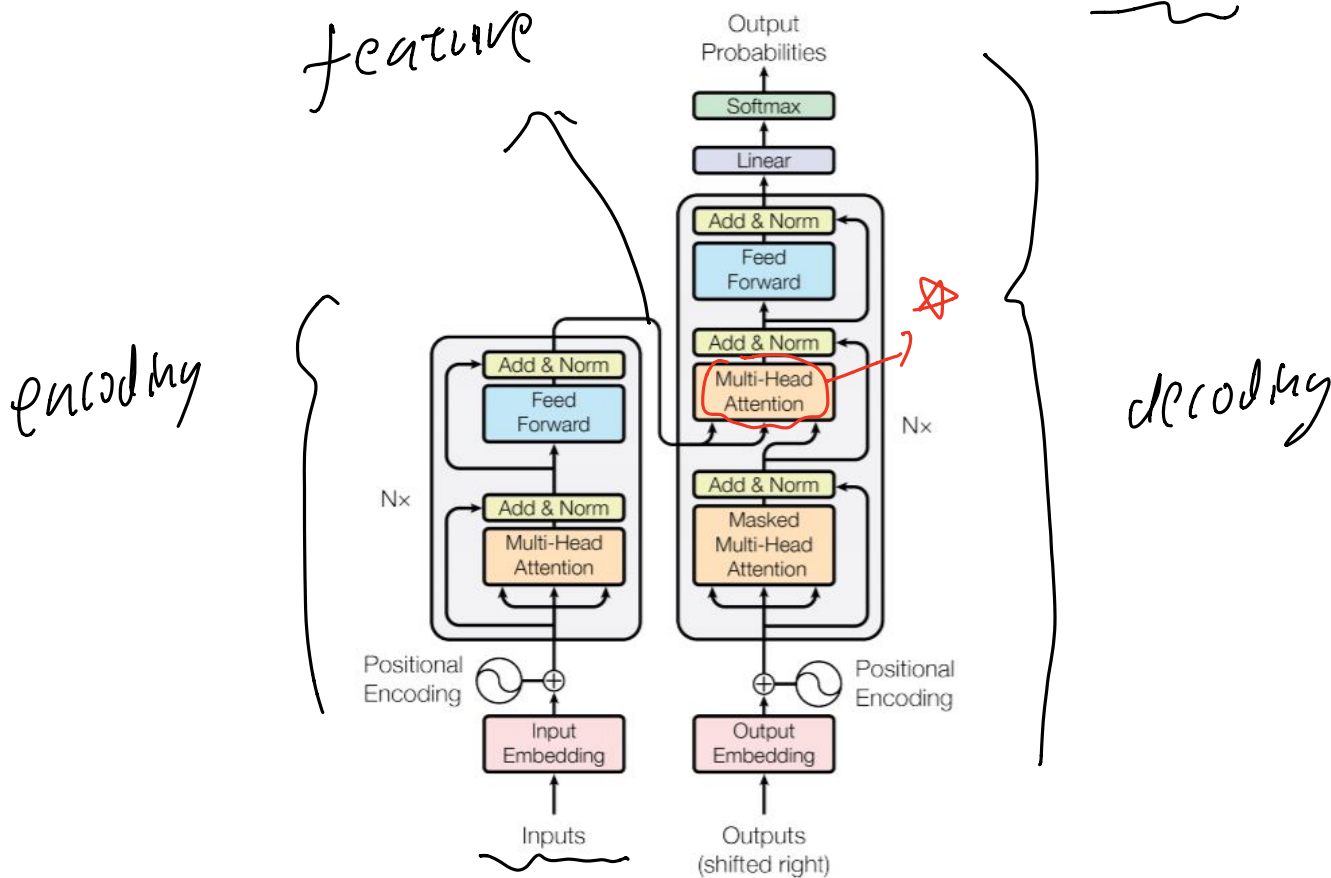 feature
Output
Probabilities
Softmax
Linear
Add & Norm
Feed
Forward
Add & Norm
Multi-Head
Attention
Nx
Add & Norm
Masked
Multi-Head
Attention
Positional
Encoding
Output
Embedding
Outputs
(shifted right)
decoding
encoding
Add & Norm
Feed
Forward
Nx
Add & Norm
Multi-Head
Attention
Positional
Encoding
Input
Embedding
Inputs